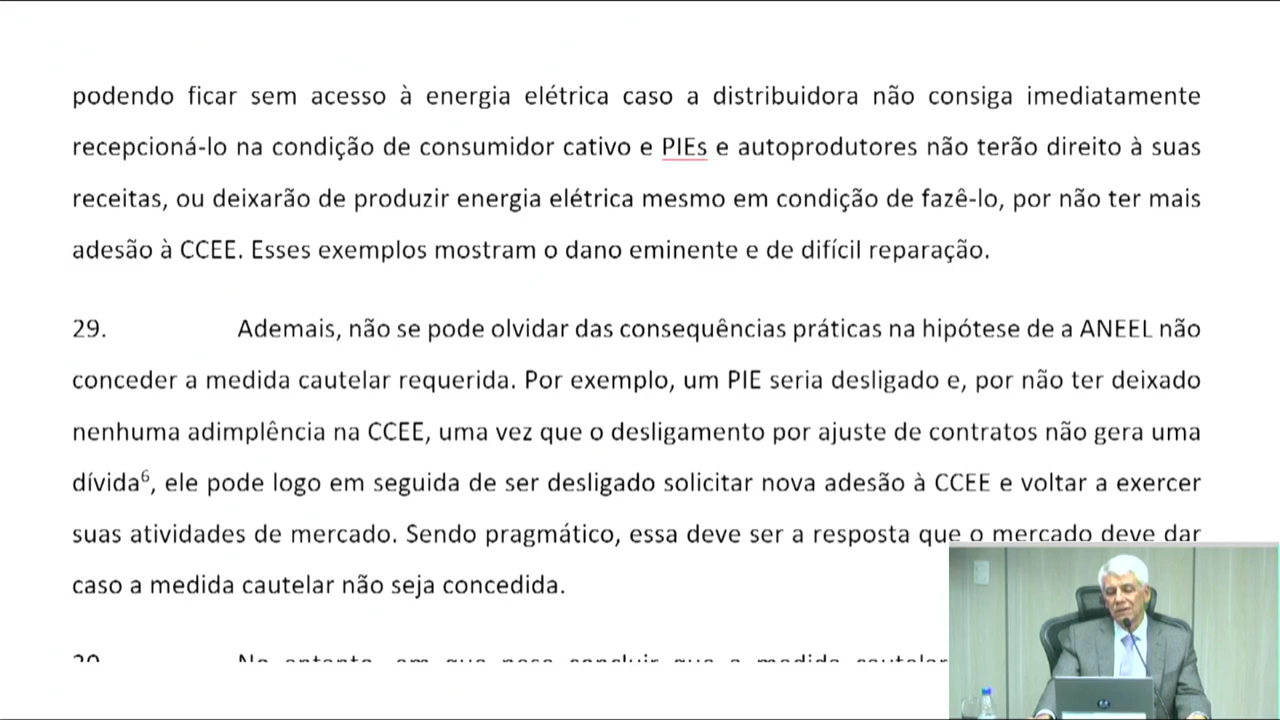 podendo ficar sem acesso à energia elétrica caso a distribuidora não consiga imediatamente
recepcioná-lo na condição de consumidor cativo e PIEs e autoprodutores não terão direito à suas
receitas, ou deixarão de produzir energia elétrica mesmo em condição de fazê-lo, por não ter mais
adesão à CCEE. Esses exemplos mostram o dano eminente e de difícil reparação.
29. Ademais, não se pode olvidar das consequências práticas na hipótese de a ANEEL não
conceder a medida cautelar requerida. Por exemplo, um PIE seria desligado e, por não ter deixado
nenhuma adimplência na CCEE, uma vez que o desligamento por ajuste de contratos não gera uma
dívida⁶, ele pode logo em seguida de ser desligado solicitar nova adesão à CCEE e voltar a exercer
suas atividades de mercado. Sendo pragmático, essa deve ser a resposta que o mercado deve dar
caso a medida cautelar não seja concedida.